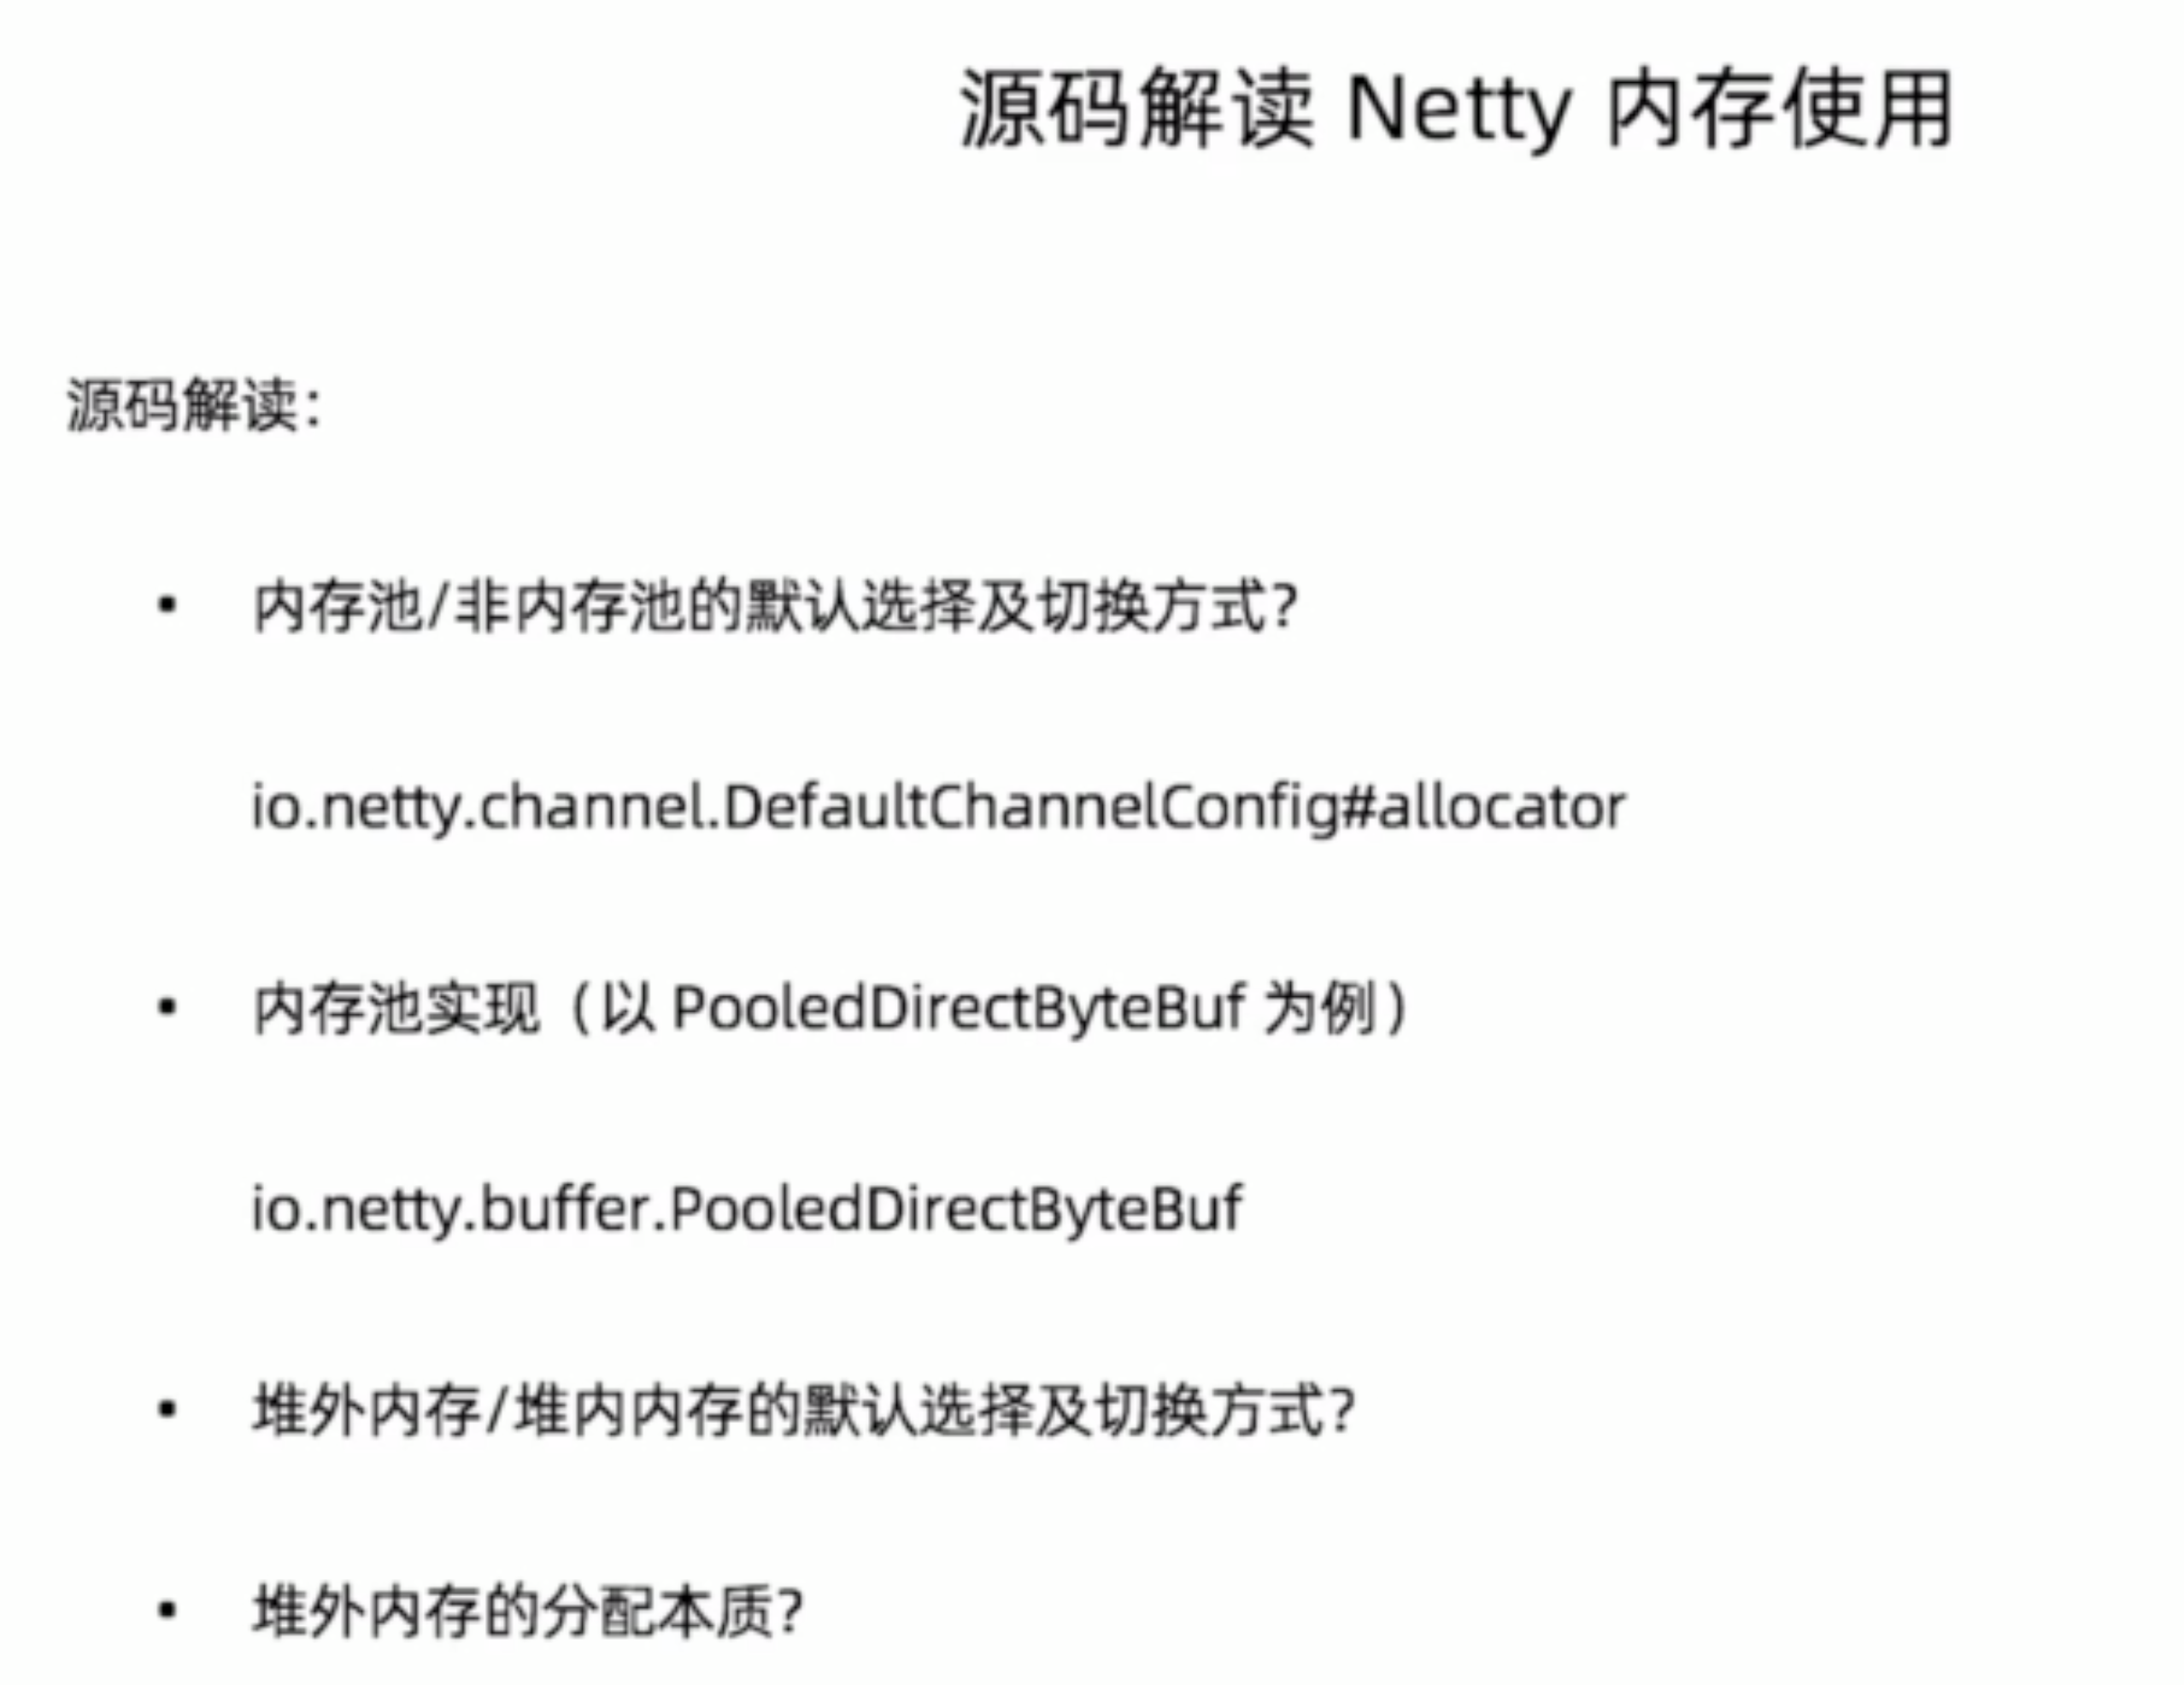 源码解读 Netty 内存使用
源码解读：
• 内存池/非内存池的默认选择及切换方式？
io.netty.channel.DefaultChannelConfig#allocator
• 内存池实现（以 PooledDirectByteBuf 为例）
io.netty.buffer.PooledDirectByteBuf
• 堆外内存/堆内内存的默认选择及切换方式？
• 堆外内存的分配本质？